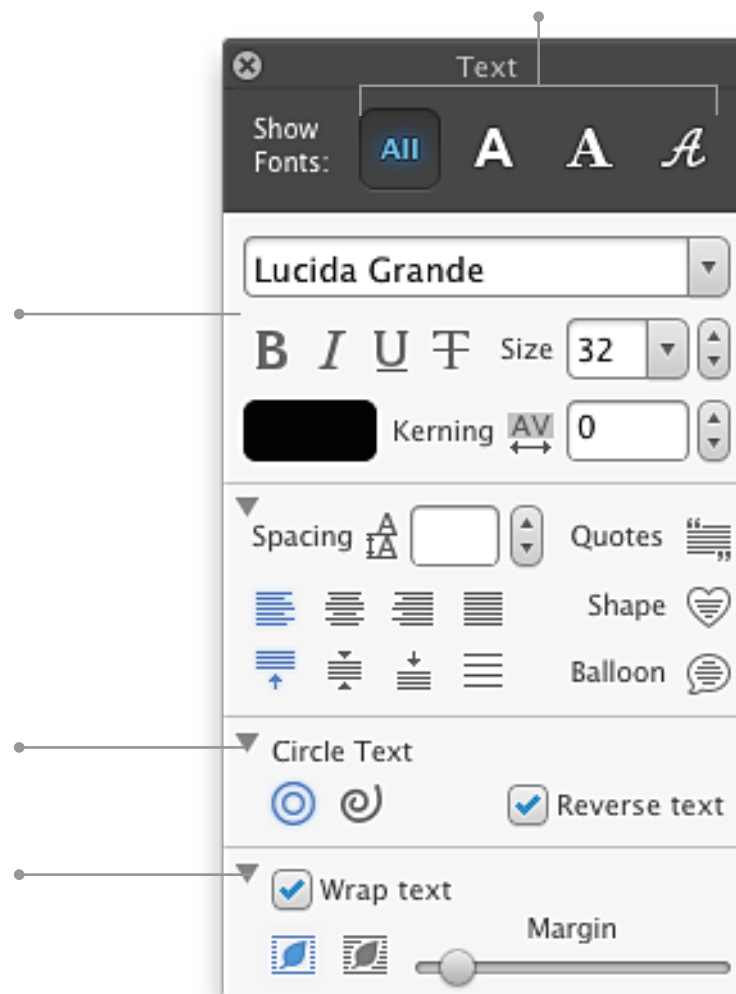 Text
Show
Fonts:
All A A A
Lucida Grande
B I U T Size 32
Kerning AV 0
Spacing A A Quotes
Shape
Balloon
Circle Text
Reverse text
Wrap text
Margin